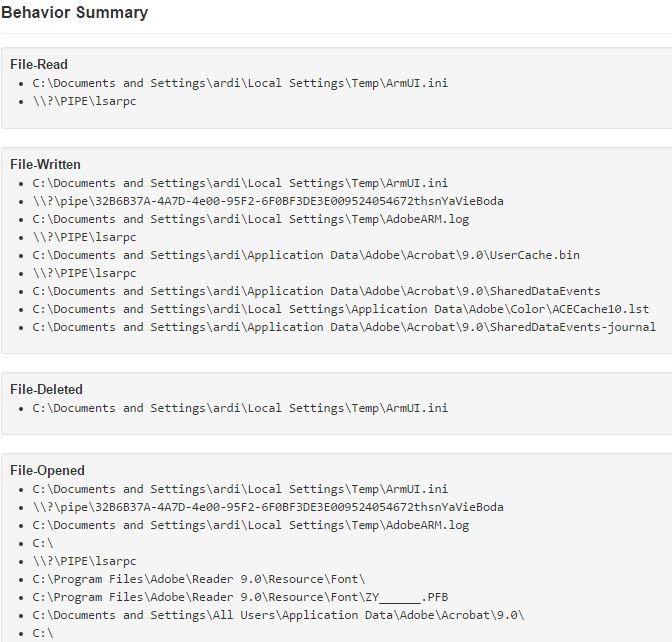 Behavior Summary
File-Read
C:\Documents and Settings\ardi\Local Settings\Temp\ArmUI.ini
\\?\PIPE\lsarpc
File-Written
C:\Documents and Settings\ardi\Local Settings\Temp\ArmUI.ini
\\?\pipe\32B6B37A-4A7D-4e00-95F2-6F0BF3DE3E009524054672thsnYaVieBoda
C:\Documents and Settings\ardi\Local Settings\Temp\AdobeARM.log
\\?\PIPE\lsarpc
C:\Documents and Settings\ardi\Application Data\Adobe\Acrobat\9.0\UserCache.bin
\\?\PIPE\lsarpc
C:\Documents and Settings\ardi\Application Data\Adobe\Acrobat\9.0\SharedDataEvents
C:\Documents and Settings\ardi\Local Settings\Application Data\Adobe\Color\ACECache10.lst
C:\Documents and Settings\ardi\Application Data\Adobe\Acrobat\9.0\SharedDataEvents-journal
File-Deleted
C:\Documents and Settings\ardi\Local Settings\Temp\ArmUI.ini
File-Opened
C:\Documents and Settings\ardi\Local Settings\Temp\ArmUI.ini
\\?\pipe\32B6B37A-4A7D-4e00-95F2-6F0BF3DE3E009524054672thsnYaVieBoda
C:\Documents and Settings\ardi\Local Settings\Temp\AdobeARM.log
C:\
\\?\PIPE\lsarpc
C:\Program Files\Adobe\Reader 9.0\Resource\Font\
C:\Program Files\Adobe\Reader 9.0\Resource\Font\ZY______.PFB
C:\Documents and Settings\All Users\Application Data\Adobe\Acrobat\9.0\
C:\